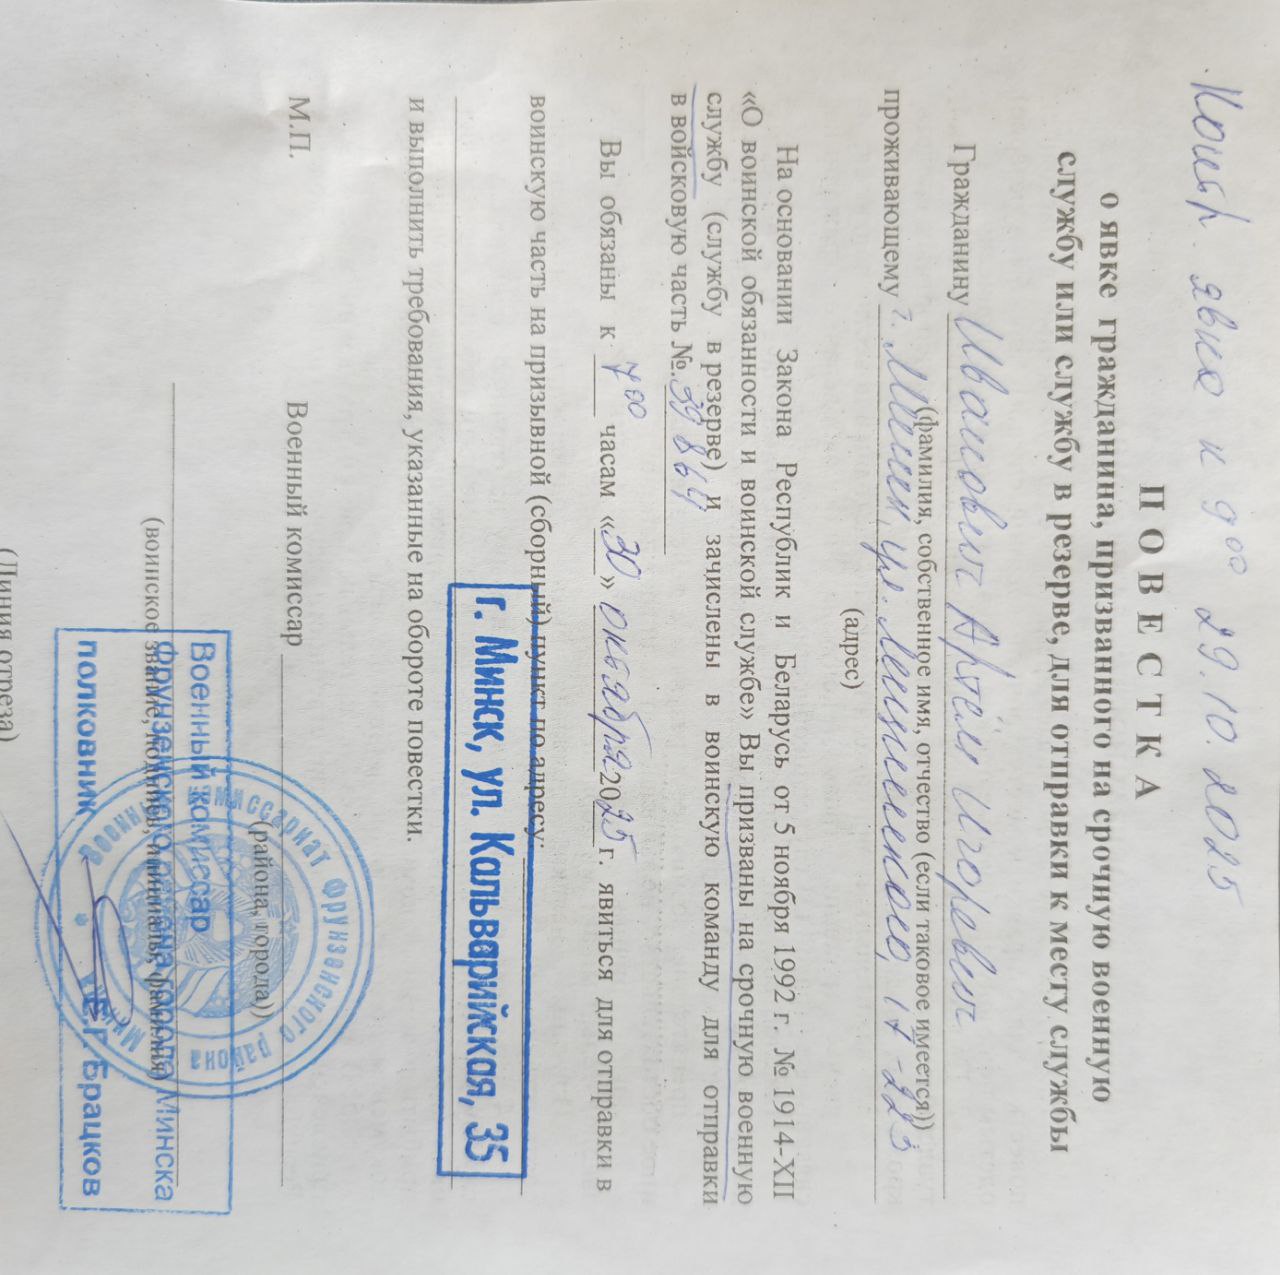 Контр. явка к 9⁰⁰ 29.10.2025
ПОВЕСТКА
о явке гражданина, призванного на срочную военную
службу или службу в резерве, для отправки к месту службы
Гражданину Иванович Артём Игоревич
(фамилия, собственное имя, отчество (если таковое имеется))
проживающему г. Минск, ул. 17-223
(адрес)
На основании Закона Республик и Беларусь от 5 ноября 1992 г. № 1914-XII
«О воинской обязанности и воинской службе» Вы призваны на срочную военную
службу (службу в резерве) и зачислены в воинскую команду для отправки
в войсковую часть №. 39864
Вы обязаны к 7⁰⁰ часам «30» октября 2025 г. явиться для отправки в
воинскую часть на призывной (сборный) пункт по адресу:
г. Минск, ул. Кальварийская, 35
и выполнить требования, указанные на обороте повестки.
М.П. Военный комиссар
(района, города))
Военный комиссариат Фрунзенского района г. Минска
Военный комиссар
Фрунзенского района города Минска
(воинское звание, подпись, инициалы, фамилия)
полковник Е.Г. Брацков
(Линия отреза)